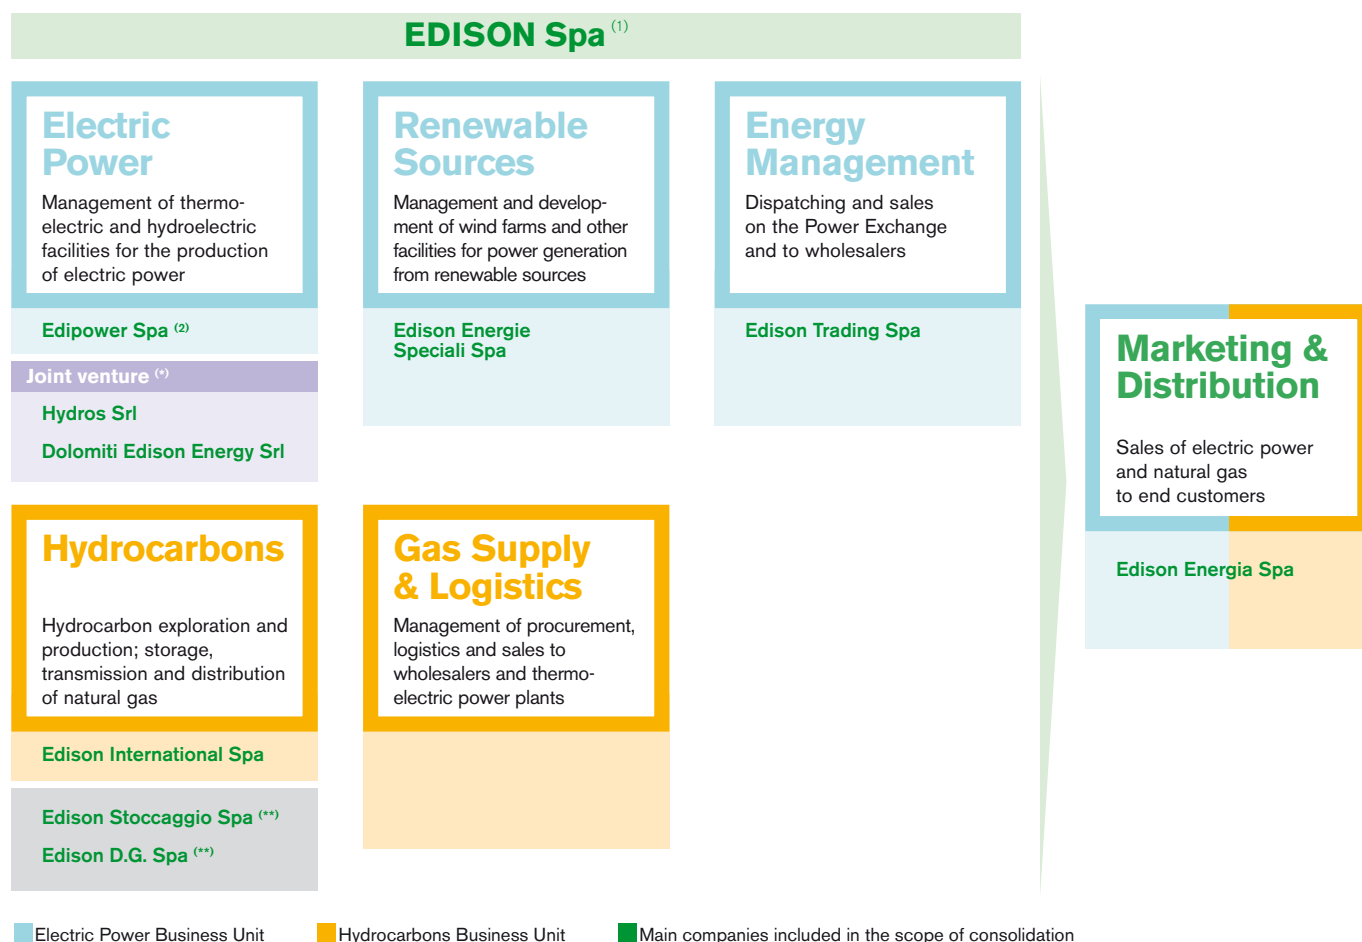 EDISON Spa (1)
Electric
Power
Management of thermo-
electric and hydroelectric
facilities for the production
of electric power
Edipower Spa (2)
Joint venture (*)
Hydros Srl
Dolomiti Edison Energy Srl
Renewable
Sources
Management and develop-
ment of wind farms and other
facilities for power generation
from renewable sources
Edison Energie
Speciali Spa
Energy
Management
Dispatching and sales
on the Power Exchange
and to wholesalers
Edison Trading Spa
Hydrocarbons
Hydrocarbon exploration and
production; storage,
transmission and distribution
of natural gas
Edison International Spa
Edison Stoccaggio Spa (**)
Edison D.G. Spa (**)
Gas Supply
& Logistics
Management of procurement,
logistics and sales to
wholesalers and thermo-
electric power plants
Marketing &
Distribution
Sales of electric power
and natural gas
to end customers
Edison Energia Spa
Electric Power Business Unit
Hydrocarbons Business Unit
Main companies included in the scope of consolidation